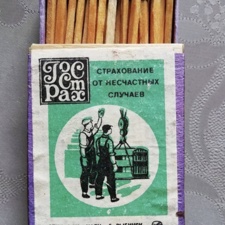 Гос
ст
рах
СТРАХОВАНИЕ
ОТ НЕСЧАСТНЫХ
СЛУЧАЕВ